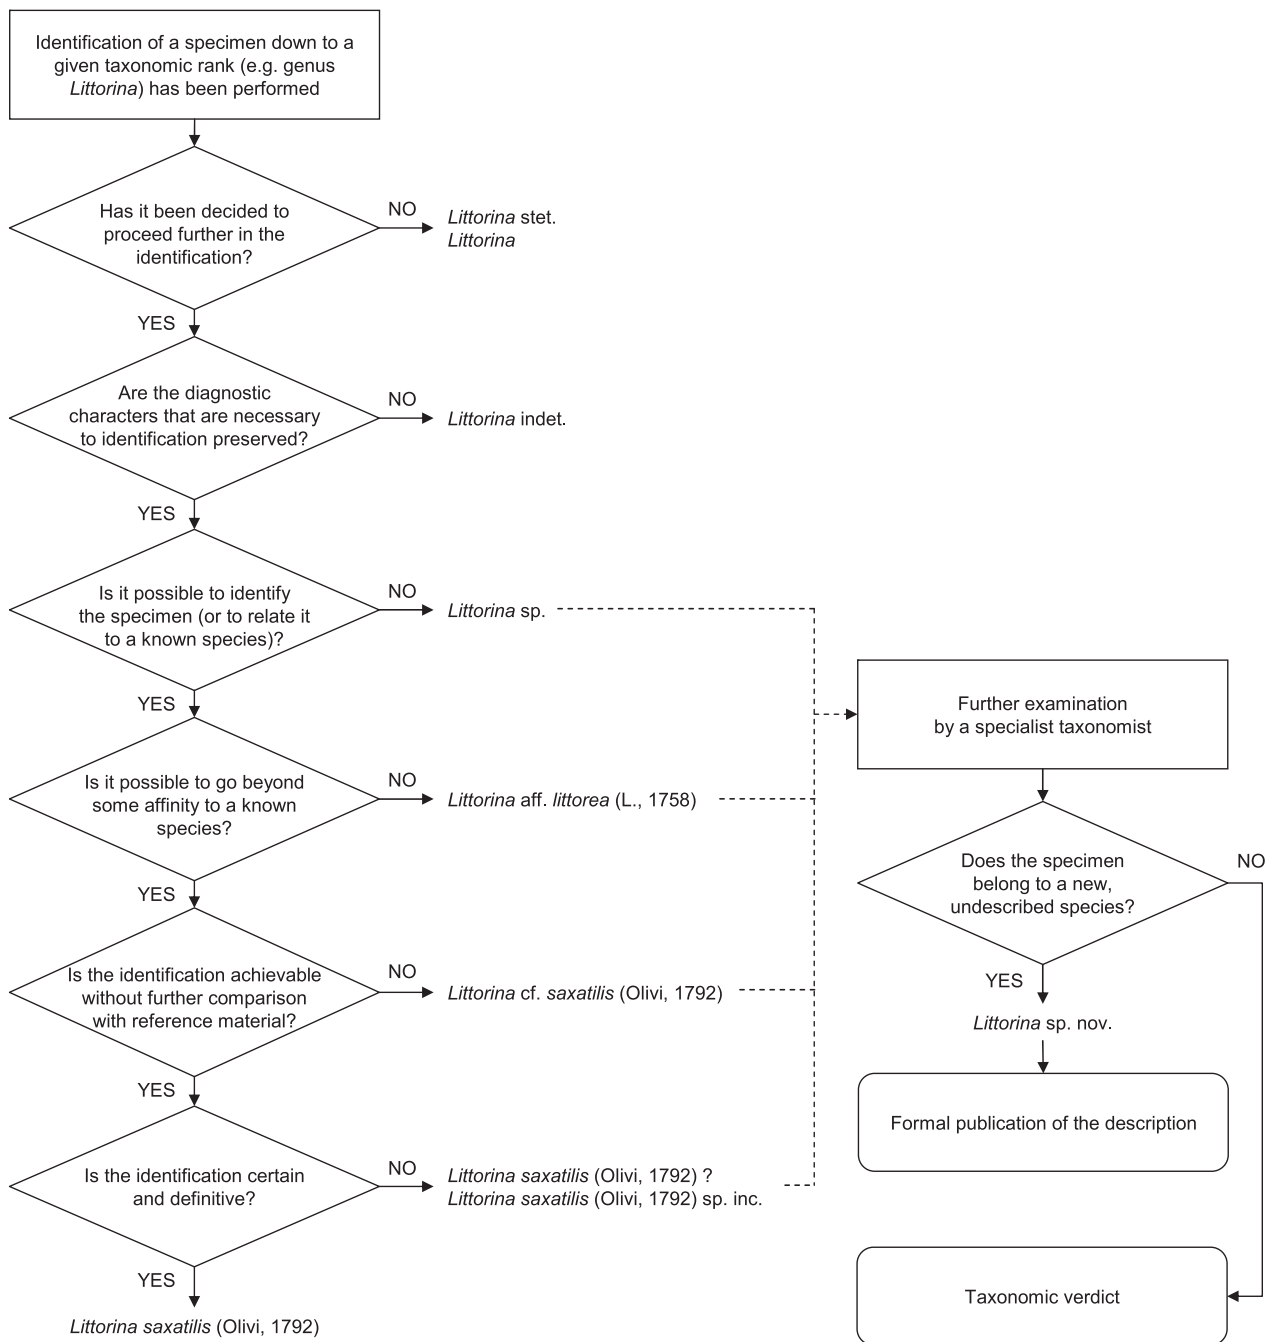 Identification of a specimen down to a
given taxonomic rank (e.g. genus
Littorina) has been performed
Has it been decided to
proceed further in the
identification?
NO
Littorina stet.
Littorina
YES
Are the diagnostic
characters that are necessary
to identification preserved?
NO
Littorina indet.
YES
Is it possible to identify
the specimen (or to relate it
to a known species)?
NO
Littorina sp.
YES
Is it possible to go beyond
some affinity to a known
species?
NO
Littorina aff. littorea (L., 1758)
YES
Is the identification achievable
without further comparison
with reference material?
NO
Littorina cf. saxatilis (Olivi, 1792)
YES
Is the identification certain
and definitive?
NO
Littorina saxatilis (Olivi, 1792) ?
Littorina saxatilis (Olivi, 1792) sp. inc.
YES
Littorina saxatilis (Olivi, 1792)
Further examination
by a specialist taxonomist
Does the specimen
belong to a new,
undescribed species?
NO
YES
Littorina sp. nov.
Formal publication of the description
Taxonomic verdict